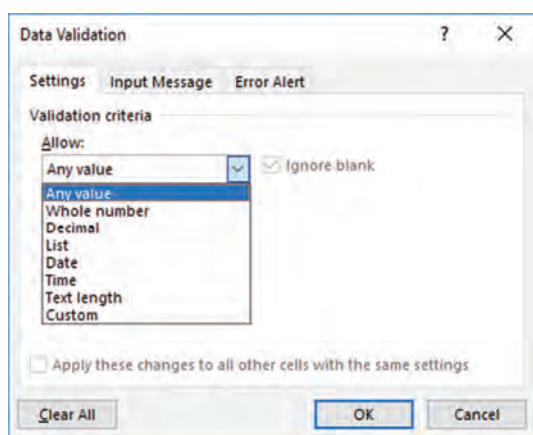 Data Validation ? X
Settings Input Message Error Alert
Validation criteria
Allow:
Any value Ignore blank
Any value
Whole number
Decimal
List
Date
Time
Text length
Custom
Apply these changes to all other cells with the same settings
Clear All OK Cancel